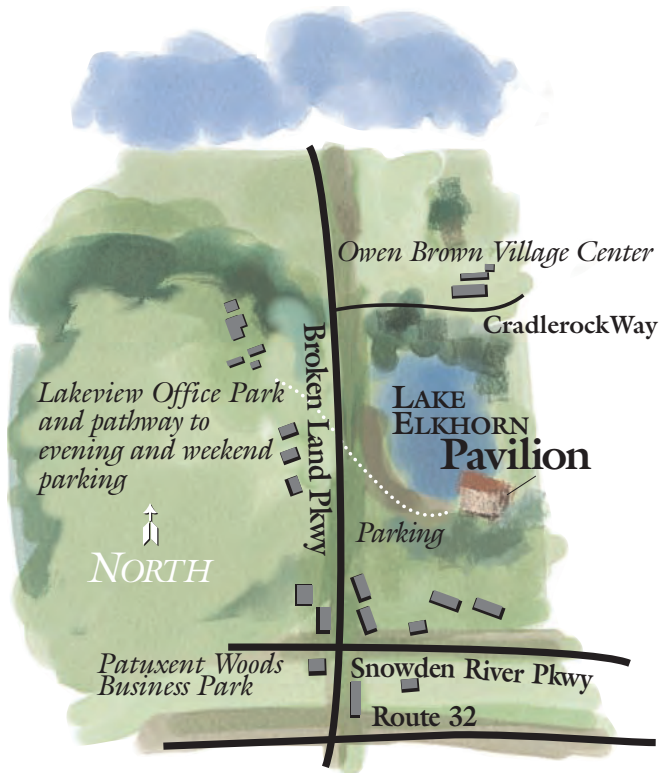 Owen Brown Village Center
CradlerockWay
Broken Land Pkwy
LAKE
ELKHORN
Pavilion
Lakeview Office Park
and pathway to
evening and weekend
parking
Parking
NORTH
Patuxent Woods
Business Park
Snowden River Pkwy
Route 32